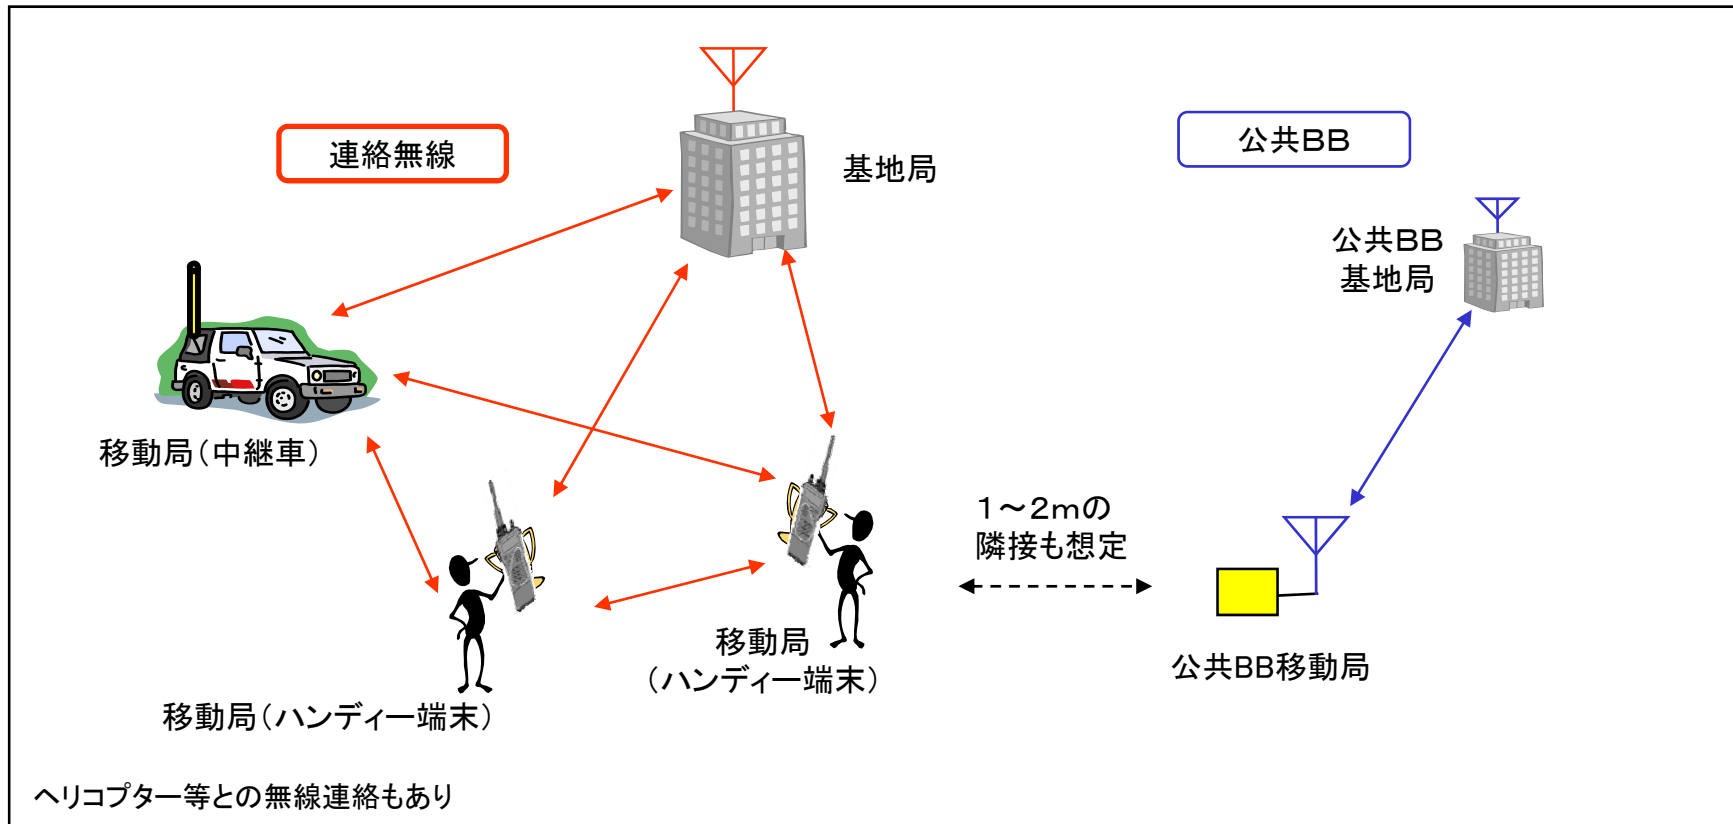 連絡無線
基地局
公共ＢＢ
公共ＢＢ
基地局
移動局（中継車）
１～２ｍの
隣接も想定
移動局
（ハンディー端末）
公共ＢＢ移動局
移動局（ハンディー端末）
ヘリコプター等との無線連絡もあり